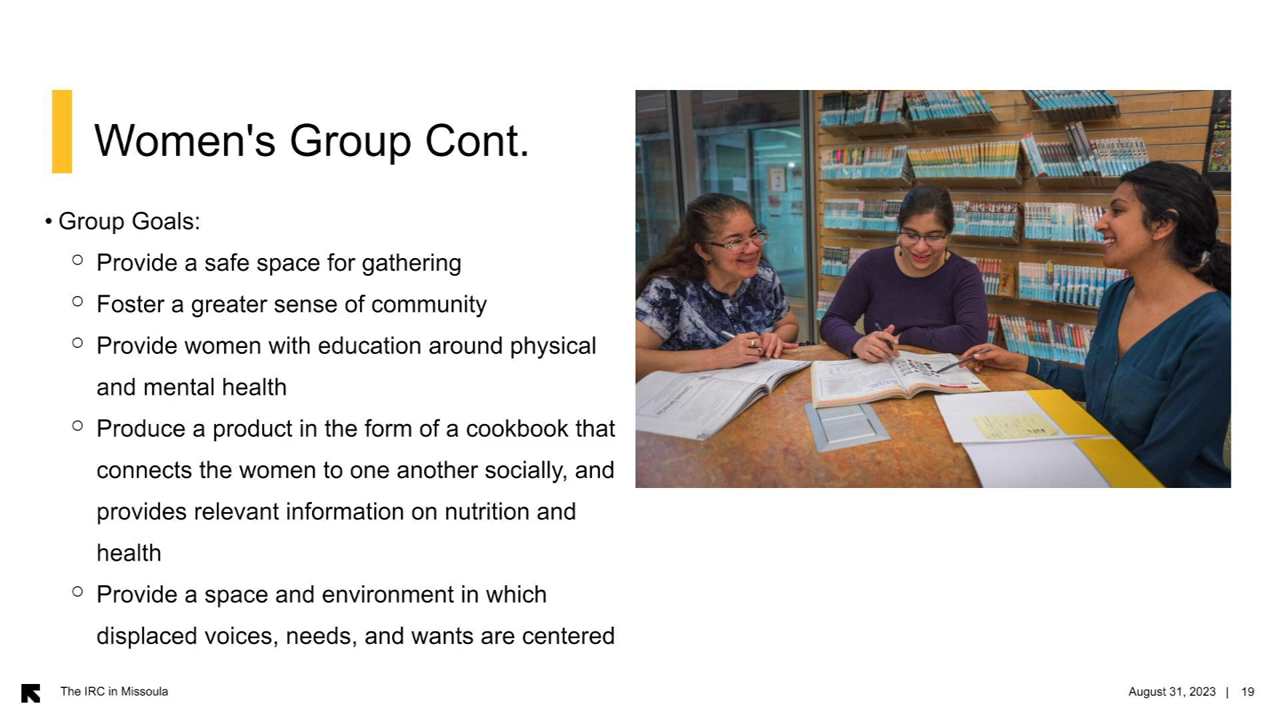 Women's Group Cont.
• Group Goals:
○ Provide a safe space for gathering
○ Foster a greater sense of community
○ Provide women with education around physical
and mental health
○ Produce a product in the form of a cookbook that
connects the women to one another socially, and
provides relevant information on nutrition and
health
○ Provide a space and environment in which
displaced voices, needs, and wants are centered
The IRC in Missoula
August 31, 2023 | 19